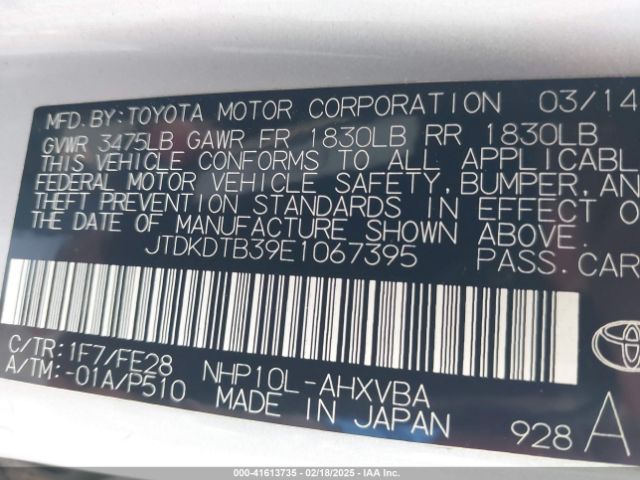 MFD.BY:TOYOTA MOTOR CORPORATION 03/14
GVWR 3475LB GAWR FR 1830LB RR 1830LB
THIS VEHICLE CONFORMS TO ALL APPLICABL
FEDERAL MOTOR VEHICLE SAFETY,BUMPER,AN
THEFT PREVENTION STANDARDS IN EFFECT O
THE DATE OF MANUFACTURE SHOWN ABOVE.
JTDKDTB39E1067395 PASS.CAR
C/TR:1F7/FE28 NHP10L-AHXVBA
A/TM:-01A/P510 MADE IN JAPAN
928 A
000-41613735 - 02/18/2025 - IAA Inc.